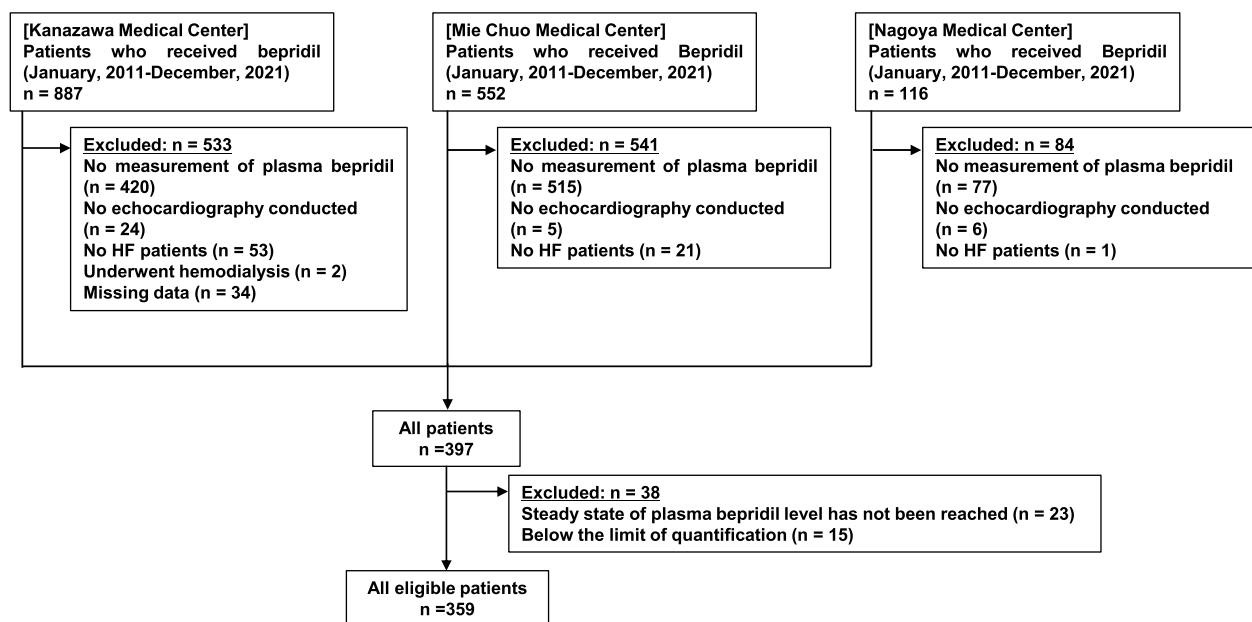 [Kanazawa Medical Center]
Patients who received bepridil
(January, 2011-December, 2021)
n = 887
Excluded: n = 533
No measurement of plasma bepridil
(n = 420)
No echocardiography conducted
(n = 24)
No HF patients (n = 53)
Underwent hemodialysis (n = 2)
Missing data (n = 34)
[Mie Chuo Medical Center]
Patients who received Bepridil
(January, 2011-December, 2021)
n = 552
Excluded: n = 541
No measurement of plasma bepridil
(n = 515)
No echocardiography conducted
(n = 5)
No HF patients (n = 21)
[Nagoya Medical Center]
Patients who received Bepridil
(January, 2011-December, 2021)
n = 116
Excluded: n = 84
No measurement of plasma bepridil
(n = 77)
No echocardiography conducted
(n = 6)
No HF patients (n = 1)
All patients
n =397
Excluded: n = 38
Steady state of plasma bepridil level has not been reached (n = 23)
Below the limit of quantification (n = 15)
All eligible patients
n =359